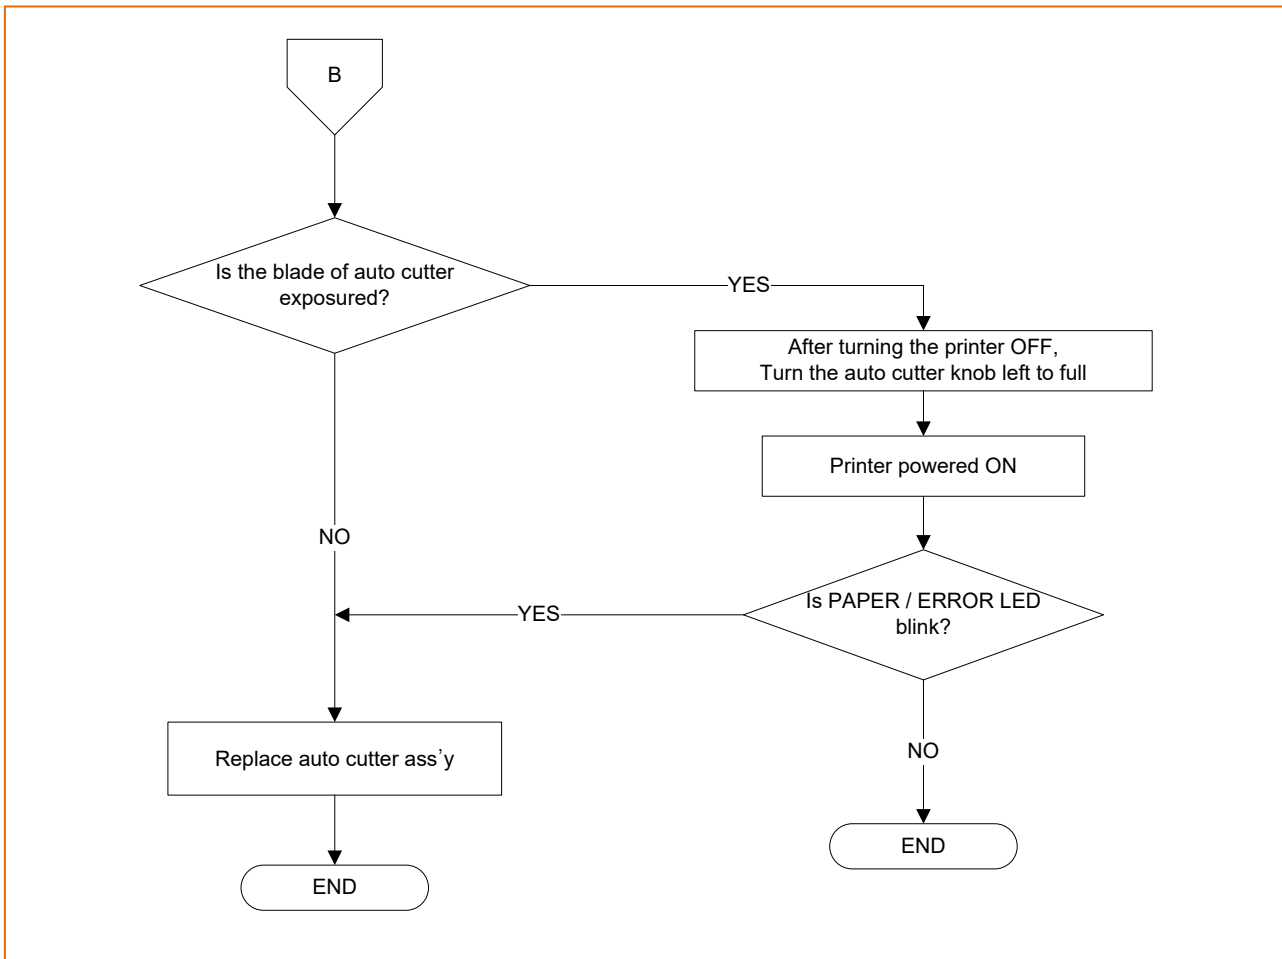 B
Is the blade of auto cutter
exposured?
YES
After turning the printer OFF,
Turn the auto cutter knob left to full
Printer powered ON
NO
Is PAPER / ERROR LED
blink?
YES
Replace auto cutter ass’y
NO
END
END